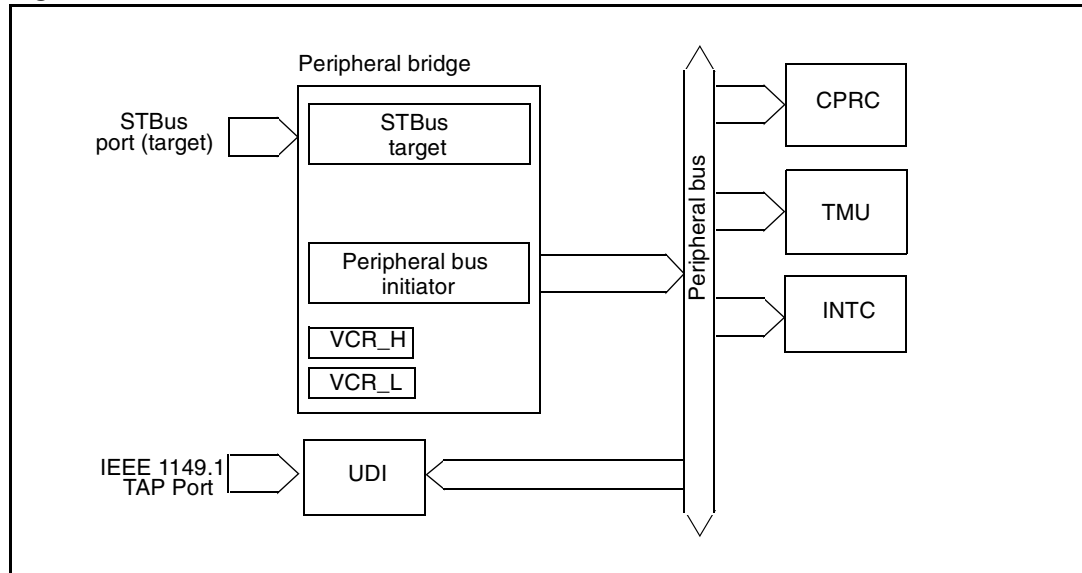 Peripheral bridge
STBus
port (target)
STBus
target
Peripheral bus
initiator
VCR_H
VCR_L
IEEE 1149.1
TAP Port
UDI
Peripheral bus
CPRC
TMU
INTC